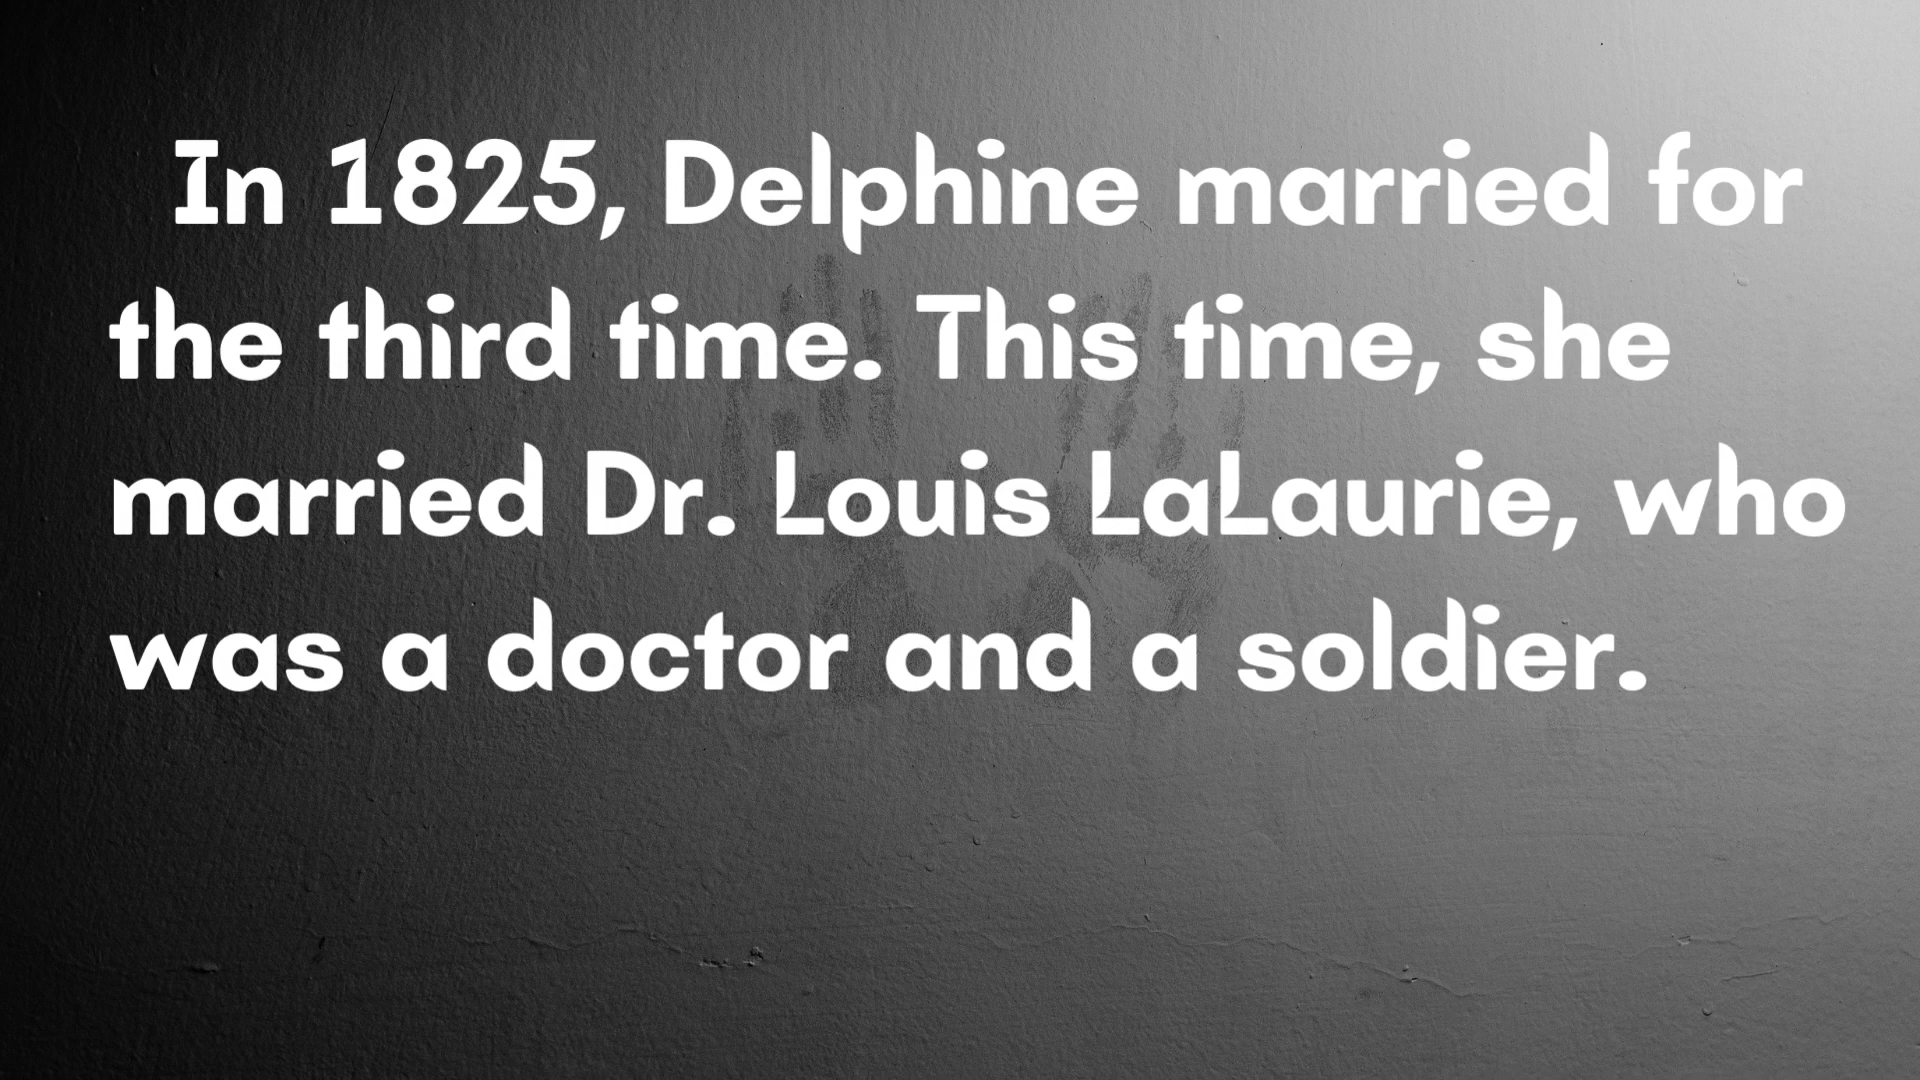 In 1825, Delphine married for
the third time. This time, she
married Dr. Louis LaLaurie, who
was a doctor and a soldier.